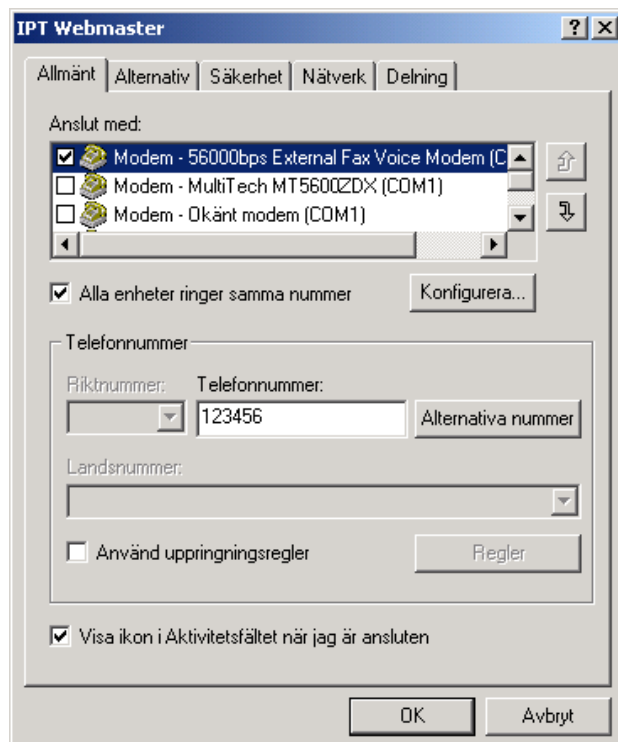 IPT Webmaster
Allmänt Alternativ Säkerhet Nätverk Delning
Anslut med:
Modem - 56000bps External Fax Voice Modem (C
Modem - MultiTech MT5600ZDX (COM1)
Modem - Okänt modem (COM1)
Alla enheter ringer samma nummer Konfigurera...
Telefonnummer
Riktnummer: Telefonnummer:
123456 Alternativa nummer
Landsnummer:
Använd uppringningsregler Regler
Visa ikon i Aktivitetsfältet när jag är ansluten
OK Avbryt